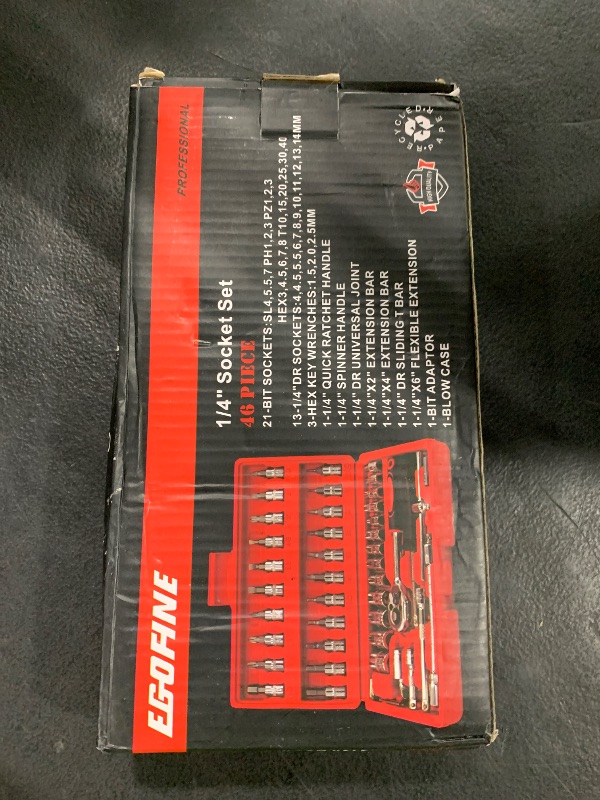 EGOFINE
PROFESSIONAL
1/4" Socket Set
46 PIECE
21-BIT SOCKETS:SL4,5.5,7 PH1,2,3 PZ1,2,3
HEX3,4,5,6,7,8 T10,15,20,25,30,40
13-1/4"DR SOCKETS:4,4.5,5,5.5,6,7,8,9,10,11,12,13,14MM
3-HEX KEY WRENCHES:1.5,2.0,2.5MM
1-1/4" QUICK RATCHET HANDLE
1-1/4" SPINNER HANDLE
1-1/4" DR UNIVERSAL JOINT
1-1/4"X2" EXTENSION BAR
1-1/4"X4" EXTENSION BAR
1-1/4" DR SLIDING T BAR
1-1/4"X6" FLEXIBLE EXTENSION
1-BIT ADAPTOR
1-BLOW CASE
RECYCLED PAPER
HIGH QUALITY